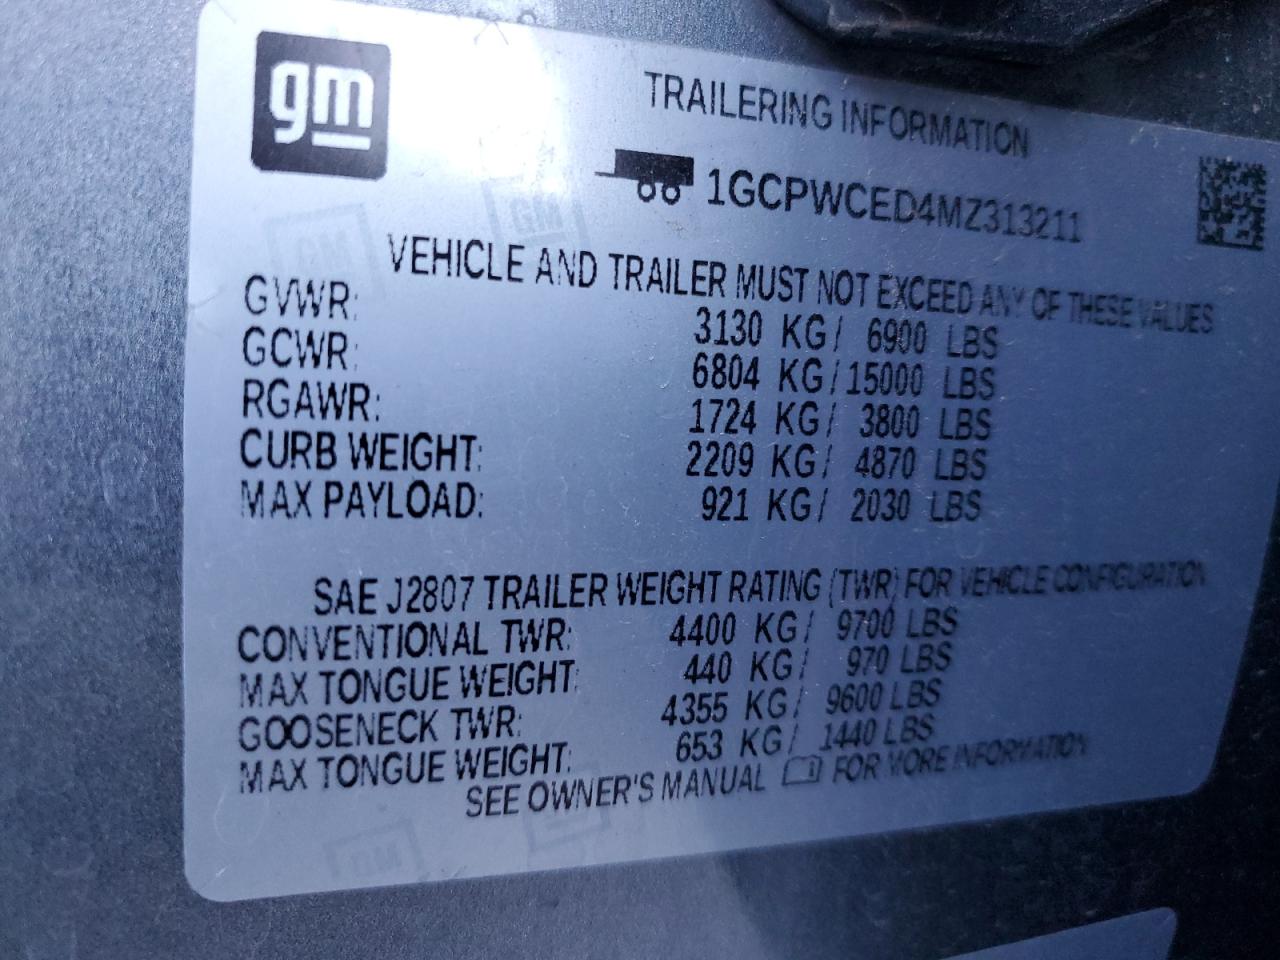 gm
TRAILERING INFORMATION
1GCPWCED4MZ313211
VEHICLE AND TRAILER MUST NOT EXCEED ANY OF THESE VALUES
GVWR: 3130 KG/ 6900 LBS
GCWR: 6804 KG/15000 LBS
RGAWR: 1724 KG/ 3800 LBS
CURB WEIGHT: 2209 KG/ 4870 LBS
MAX PAYLOAD: 921 KG/ 2030 LBS
SAE J2807 TRAILER WEIGHT RATING (TWR) FOR VEHICLE CONFIGURATION
CONVENTIONAL TWR: 4400 KG/ 9700 LBS
MAX TONGUE WEIGHT: 440 KG/ 970 LBS
GOOSENECK TWR: 4355 KG/ 9600 LBS
MAX TONGUE WEIGHT: 653 KG/ 1440 LBS
SEE OWNER'S MANUAL FOR MORE INFORMATION
GM
GM
GM